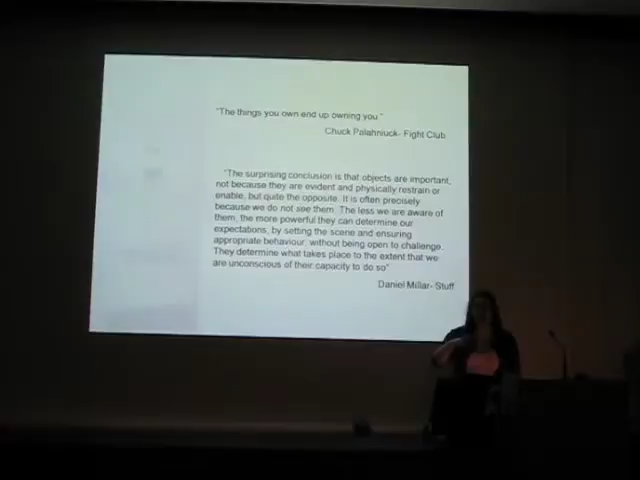 "The things you own end up owning you."
Chuck Palahniuck- Fight Club
"The surprising conclusion is that objects are important,
not because they are evident and physically restrain or
enable, but quite the opposite. It is often precisely
because we do not see them. The less we are aware of
them, the more powerful they can determine our
expectations, by setting the scene and ensuring
appropriate behaviour, without being open to challenge.
They determine what takes place to the extent that we
are unconscious of their capacity to do so"
Daniel Millar- Stuff